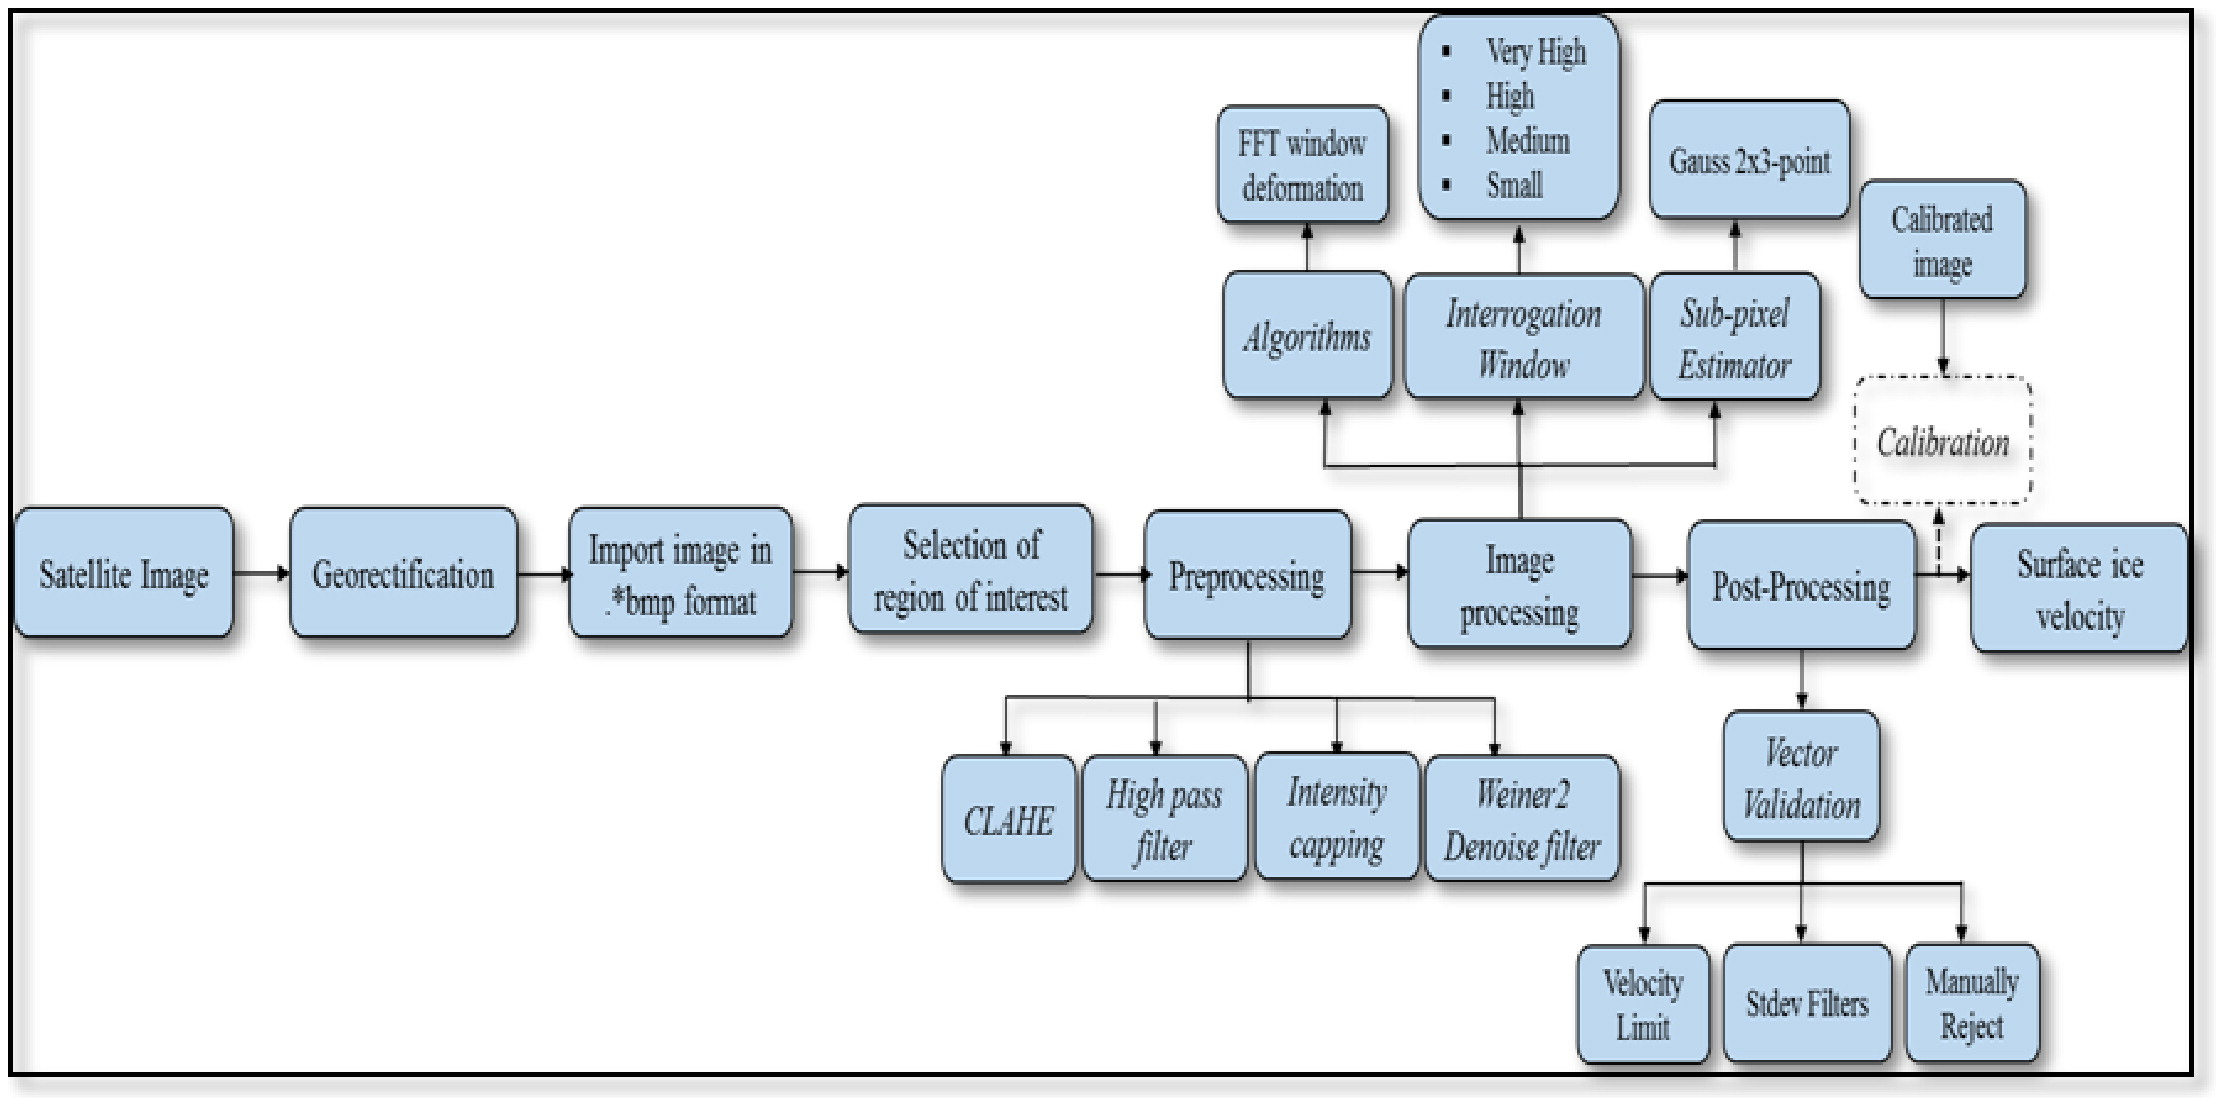 Very High
High
Medium
Small
FFT window
deformation
Gauss 2x3-point
Calibrated
image
Algorithms
Interrogation
Window
Sub-pixel
Estimator
Calibration
Satellite Image
Georectification
Import image in
.*bmp format
Selection of
region of interest
Preprocessing
Image
processing
Post-Processing
Surface ice
velocity
CLAHE
High pass
filter
Intensity
capping
Weiner2
Denoise filter
Vector
Validation
Velocity
Limit
Stdev Filters
Manually
Reject